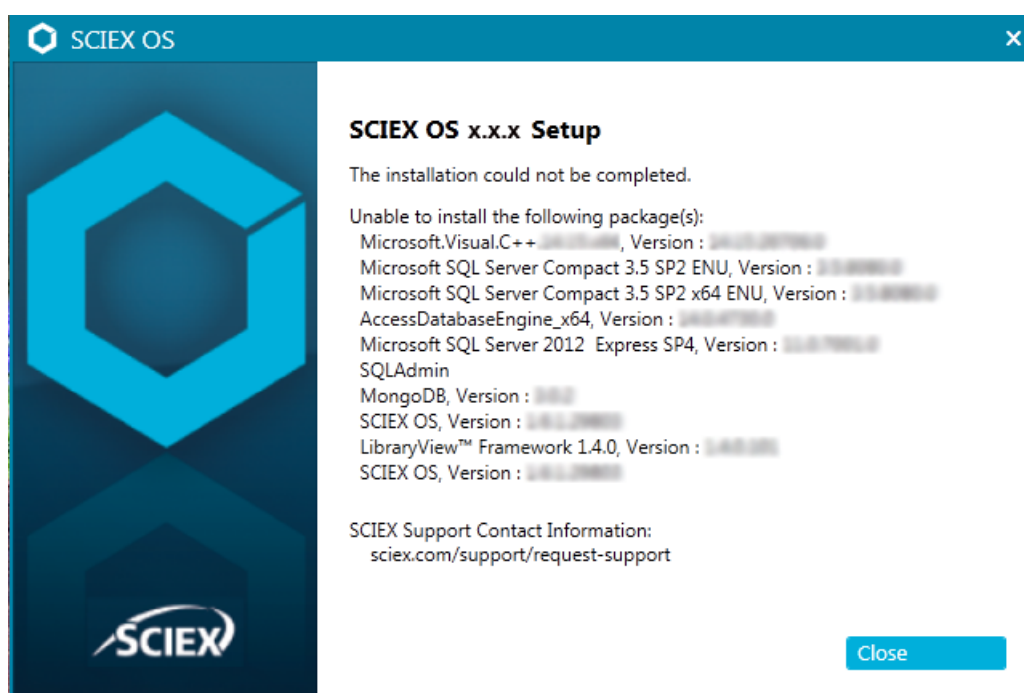 SCIEX OS
SCIEX OS x.x.x Setup
The installation could not be completed.
Unable to install the following package(s):
Microsoft.Visual.C++ , Version :
Microsoft SQL Server Compact 3.5 SP2 ENU, Version :
Microsoft SQL Server Compact 3.5 SP2 x64 ENU, Version :
AccessDatabaseEngine_x64, Version :
Microsoft SQL Server 2012 Express SP4, Version :
SQLAdmin
MongoDB, Version :
SCIEX OS, Version :
LibraryView™ Framework 1.4.0, Version :
SCIEX OS, Version :
SCIEX Support Contact Information:
sciex.com/support/request-support
SCIEX
Close